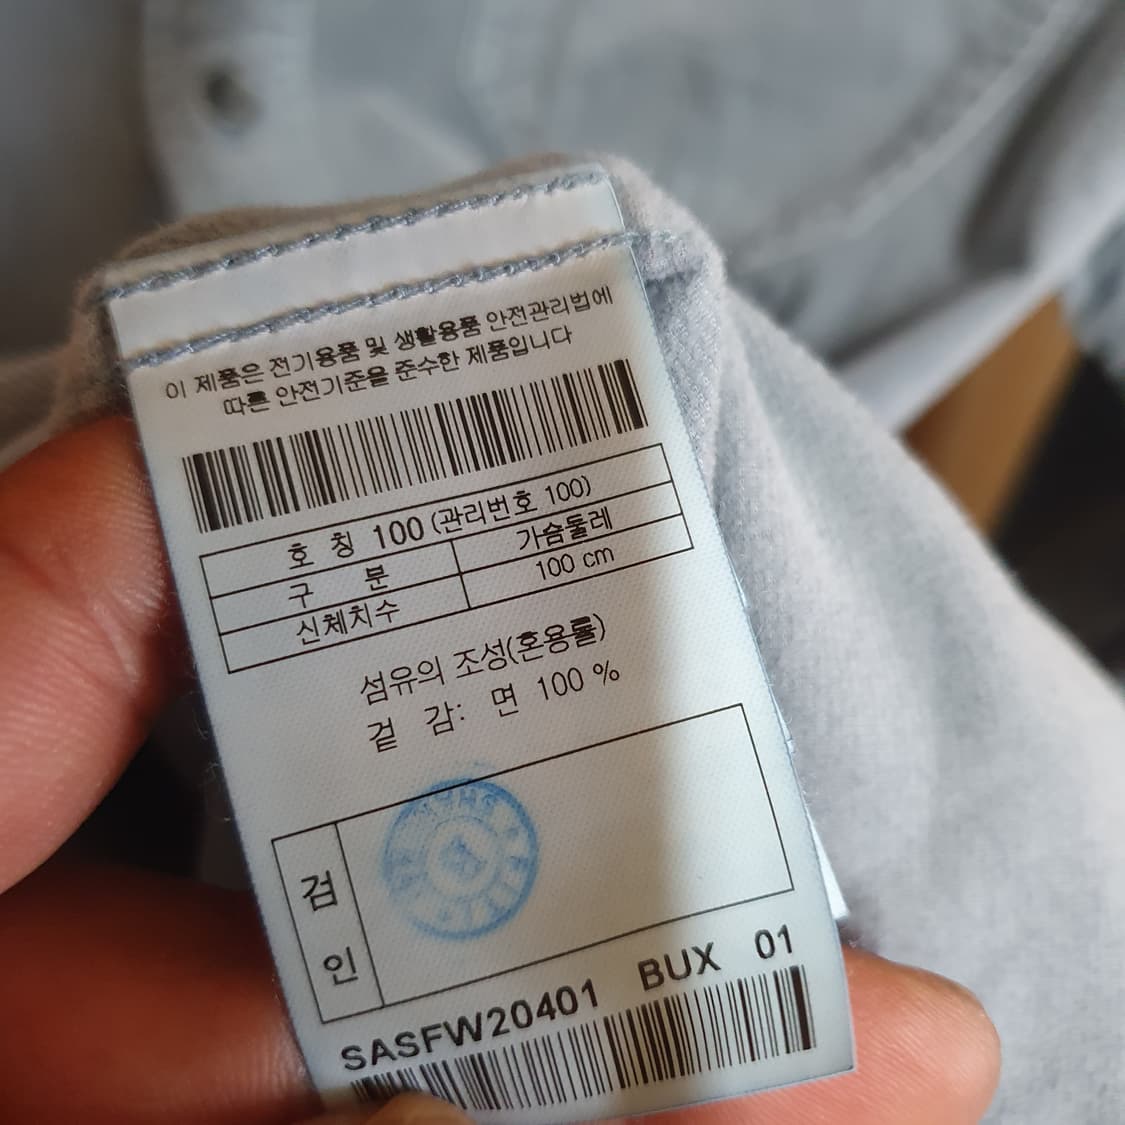 이 제품은 전기용품 및 생활용품 안전관리법에
따른 안전기준을 준수한 제품입니다
호 칭 100 (관리번호 100)
구 분 가슴둘레
신체치수 100 cm
섬유의 조성(혼용률)
겉 감: 면 100 %
검
인
SASFW20401 BUX 01